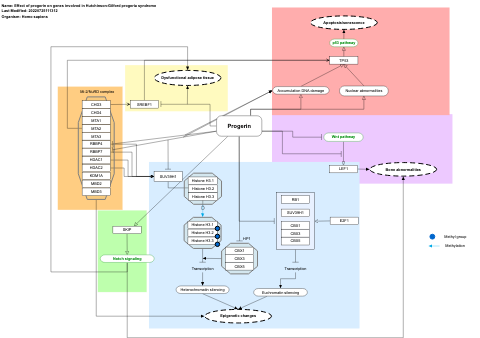 Name: Effect of progerin on genes involved in Hutchinson-Gilford progeria syndrome
Last Modified: 20220725111312
Organism: Homo sapiens
Apoptosis/senescence
p53 pathway
TP53
Accumulation DNA damage
Nuclear abnormalities
Dysfunctional adipose tissue
SREBF1
NURD complex
CHD3
CHD4
MTA1
MTA2
MTA3
RBBP4
RBBP7
HDAC1
HDAC2
KDM1A
MBD2
MBD3
Progerin
Wnt pathway
LEF1
Bone abnormalities
SUV39H1
Histone H3.1
Histone H3.2
Histone H3.3
Histone H3.1
Histone H3.2
Histone H3.3
RB1
SUV39H1
CBX1
CBX3
CBX5
E2F1
HP1
CBX1
CBX3
CBX5
SKIP
Notch signaling
Transcription
Transcription
Heterochromatin silencing
Euchromatin silencing
Epigenetic changes
Methyl group
Methylation